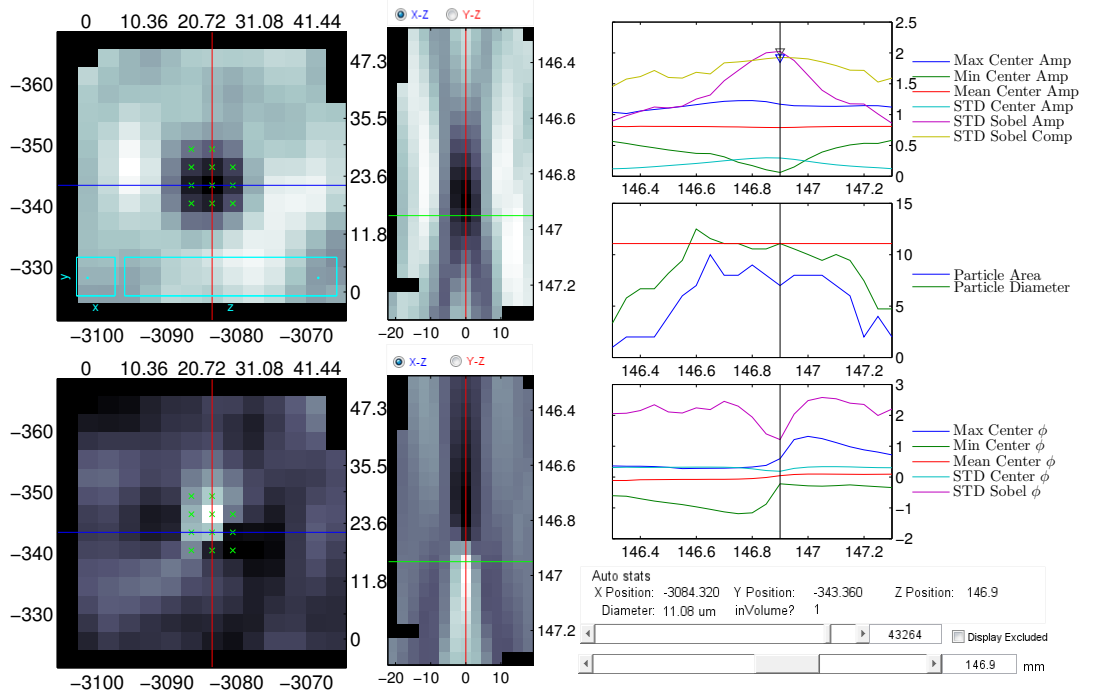 0 10.36 20.72 31.08 41.44
X-Z Y-Z
−360
−350
−340
−330
47.3
35.5
23.6
11.8
0
y
x z
−3100 −3090 −3080 −3070
146.4
146.6
146.8
147
147.2
−20 −10 0 10
2.5
2
1.5
1
0.5
0
146.4 146.6 146.8 147 147.2
Max Center Amp
Min Center Amp
Mean Center Amp
STD Center Amp
STD Sobel Amp
STD Sobel Comp
15
10
5
0
146.4 146.6 146.8 147 147.2
Particle Area
Particle Diameter
0 10.36 20.72 31.08 41.44
X-Z Y-Z
−360
−350
−340
−330
47.3
35.5
23.6
11.8
0
−3100 −3090 −3080 −3070
146.4
146.6
146.8
147
147.2
−20 −10 0 10
3
2
1
0
−1
−2
146.4 146.6 146.8 147 147.2
Max Center ϕ
Min Center ϕ
Mean Center ϕ
STD Center ϕ
STD Sobel ϕ
Auto stats
X Position: -3084.320 Y Position: -343.360 Z Position: 146.9
Diameter: 11.08 um inVolume? 1
43264 Display Excluded
146.9 mm